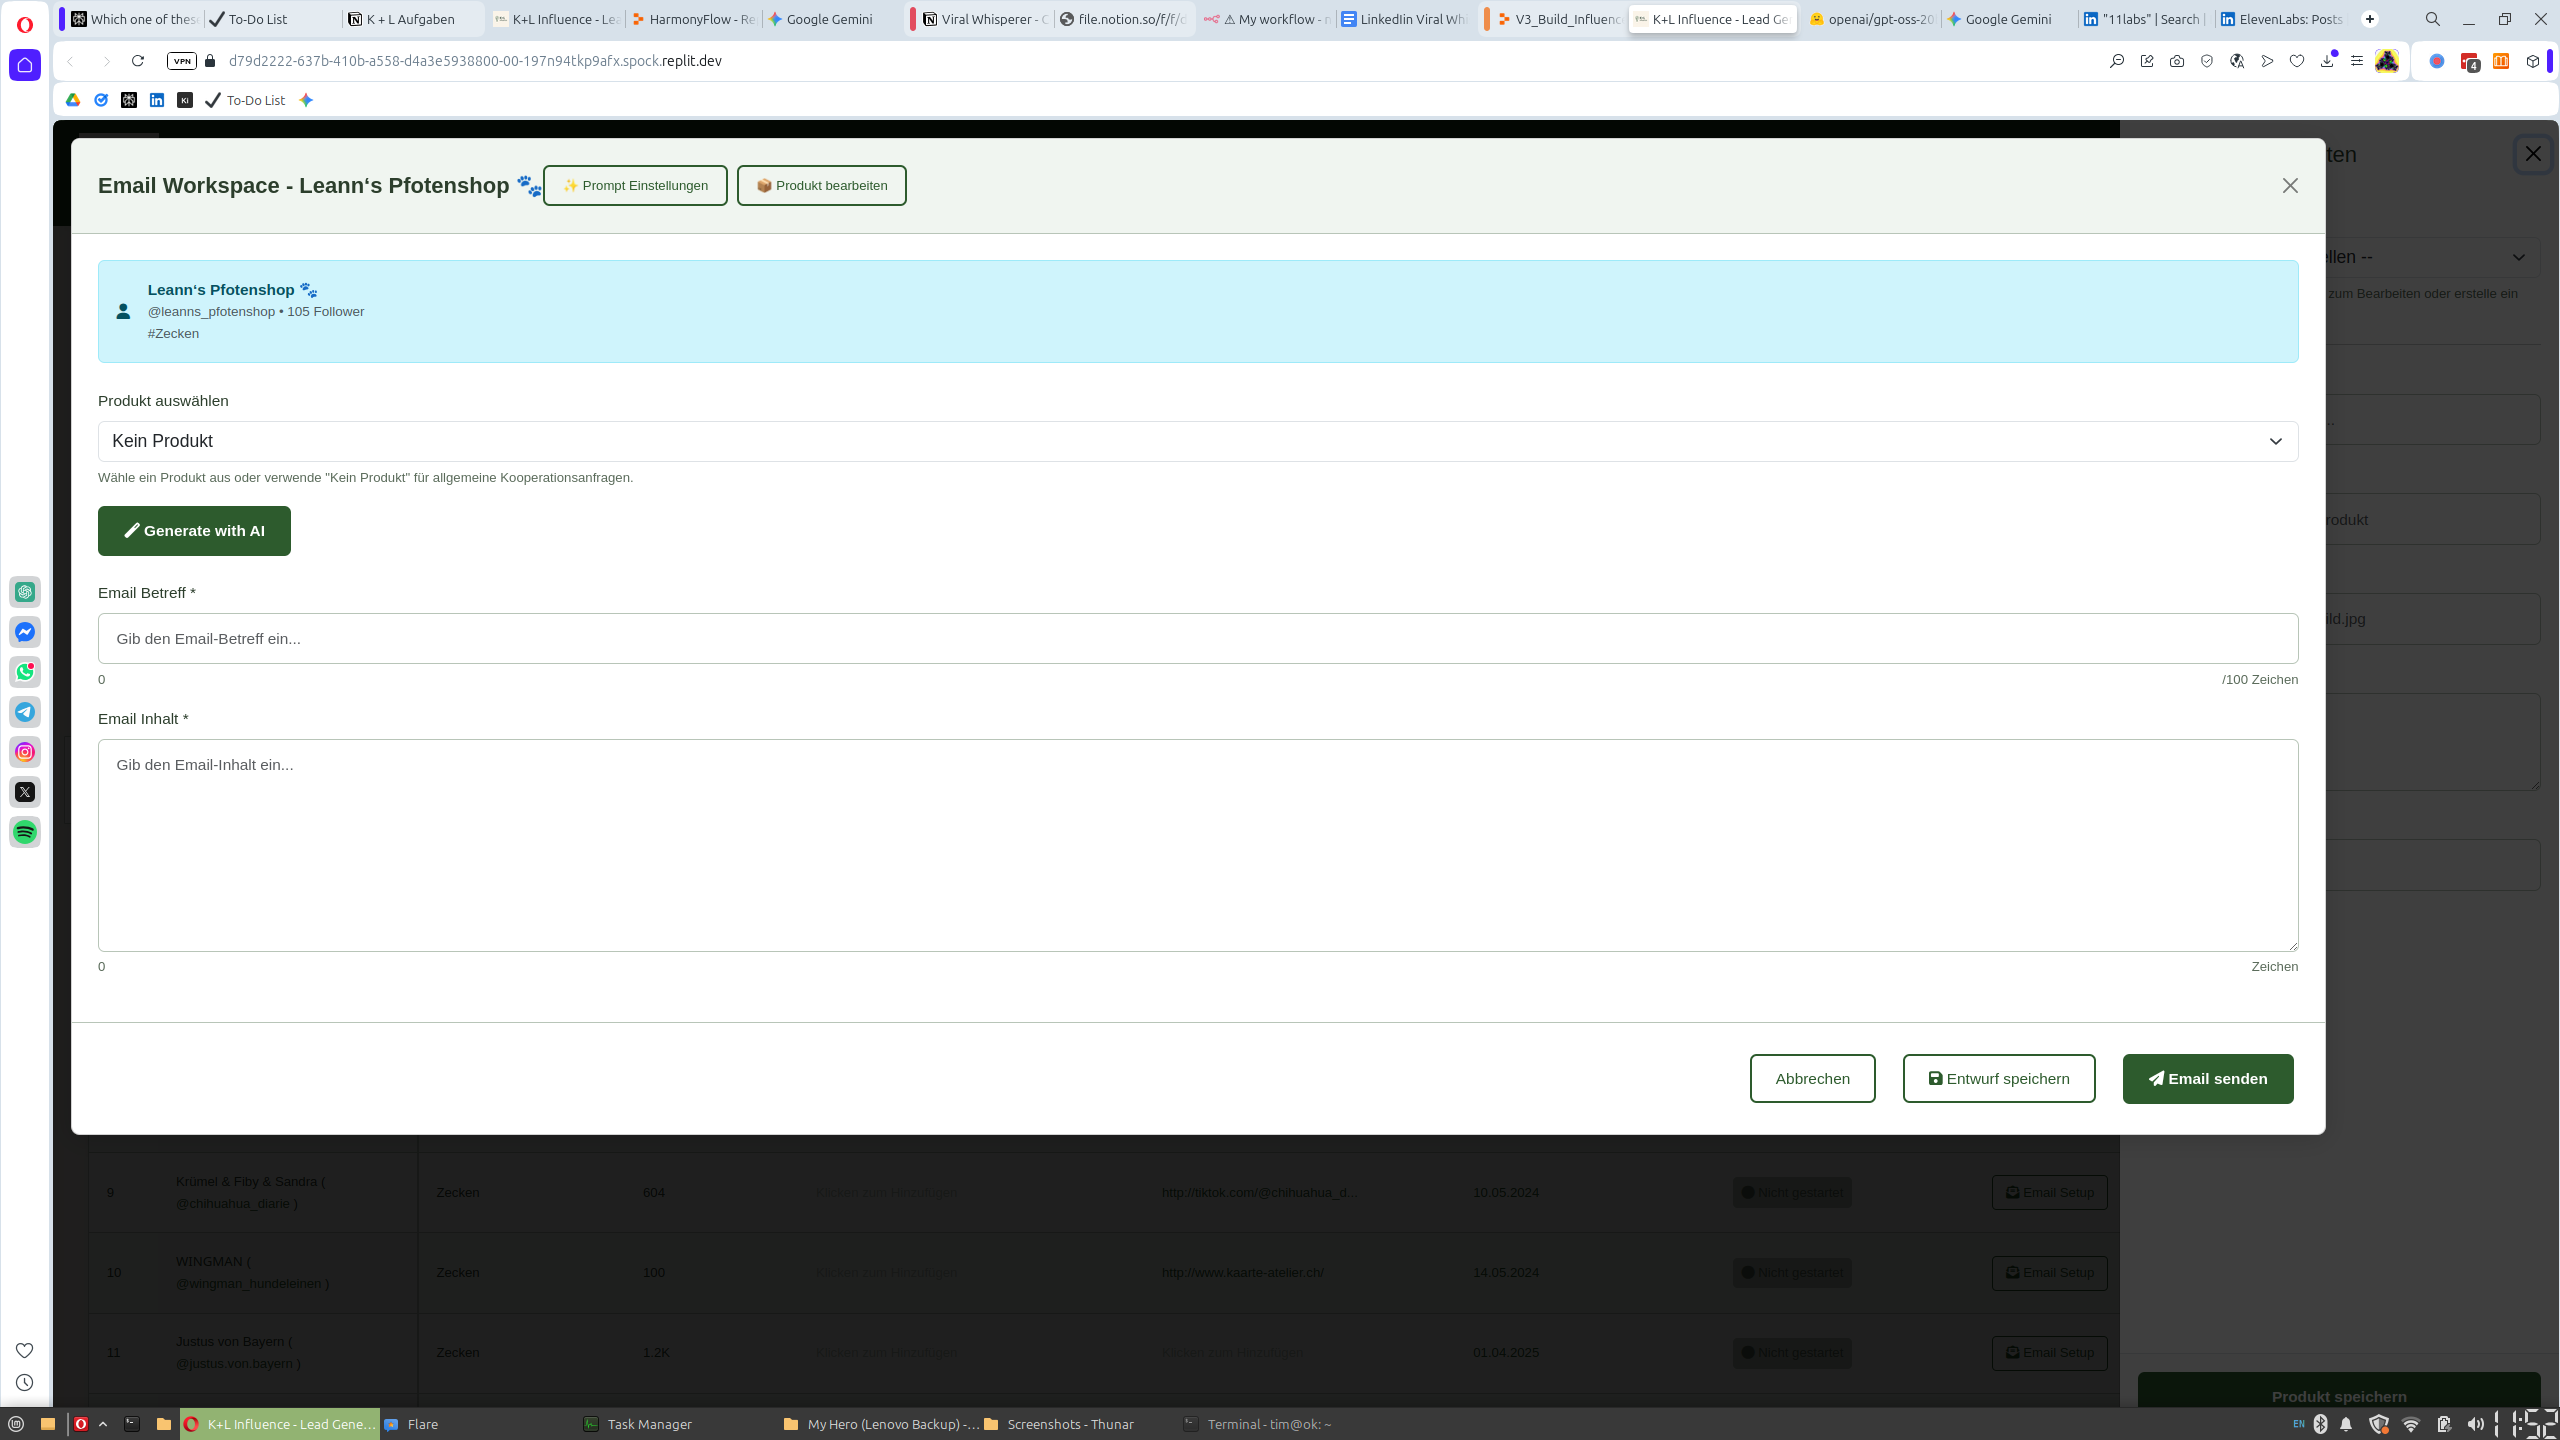 Which one of these
To-Do List
K + L Aufgaben
K+L Influence - Lea
HarmonyFlow - Re
Google Gemini
Viral Whisperer - C
file.notion.so/f/f/
⚠ My workflow - n
LinkedIin Viral Whi
V3_Build_Influenc
K+L Influence - Lead Ge
openai/gpt-oss-20
Google Gemini
"11labs" | Search |
ElevenLabs: Posts
VPN
d79d2222-637b-410b-a558-d4a3e5938800-00-197n94tkp9afx.spock.replit.dev
4
Ki
To-Do List
Email Workspace - Leann‘s Pfotenshop 🐾
✨ Prompt Einstellungen
📦 Produkt bearbeiten
ten
Leann‘s Pfotenshop 🐾
@leanns_pfotenshop • 105 Follower
#Zecken
ellen --
zum Bearbeiten oder erstelle ein
Produkt auswählen
Kein Produkt
Wähle ein Produkt aus oder verwende "Kein Produkt" für allgemeine Kooperationsanfragen.
Generate with AI
rodukt
Email Betreff *
Gib den Email-Betreff ein...
ild.jpg
0
/100 Zeichen
Email Inhalt *
Gib den Email-Inhalt ein...
0
Zeichen
Abbrechen
Entwurf speichern
Email senden
9
Krümel & Fiby & Sandra (
@chihuahua_diarie )
Zecken
604
Klicken zum Hinzufügen
http://tiktok.com/@chihuahua_d...
10.05.2024
Nicht gestartet
Email Setup
10
WINGMAN (
@wingman_hundeleinen )
Zecken
100
Klicken zum Hinzufügen
http://www.kaarte-atelier.ch/
14.05.2024
Nicht gestartet
Email Setup
11
Justus von Bayern (
@justus.von.bayern )
Zecken
1.2K
Klicken zum Hinzufügen
Klicken zum Hinzufügen
01.04.2025
Nicht gestartet
Email Setup
Produkt speichern
K+L Influence - Lead Gene...
Flare
Task Manager
My Hero (Lenovo Backup) -...
Screenshots - Thunar
Terminal - tim@ok: ~
EN
11:52